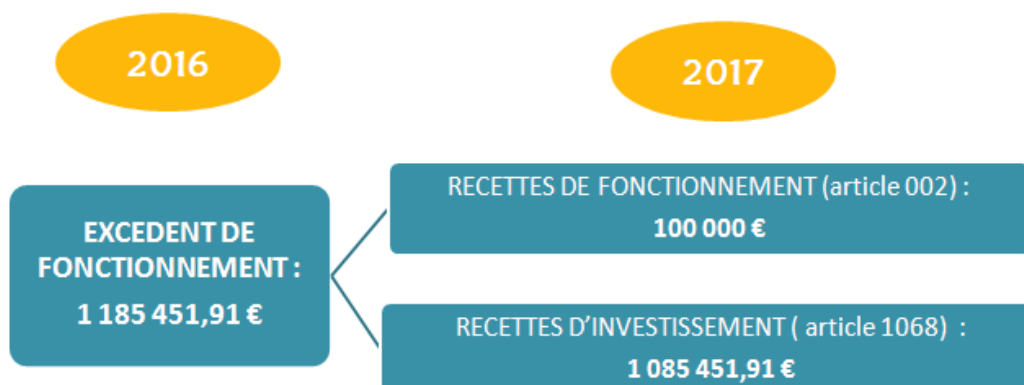 2016
2017
EXCEDENT DE
FONCTIONNEMENT :
1 185 451,91 €
RECETTES DE FONCTIONNEMENT (article 002) :
100 000 €
RECETTES D'INVESTISSEMENT ( article 1068) :
1 085 451,91 €